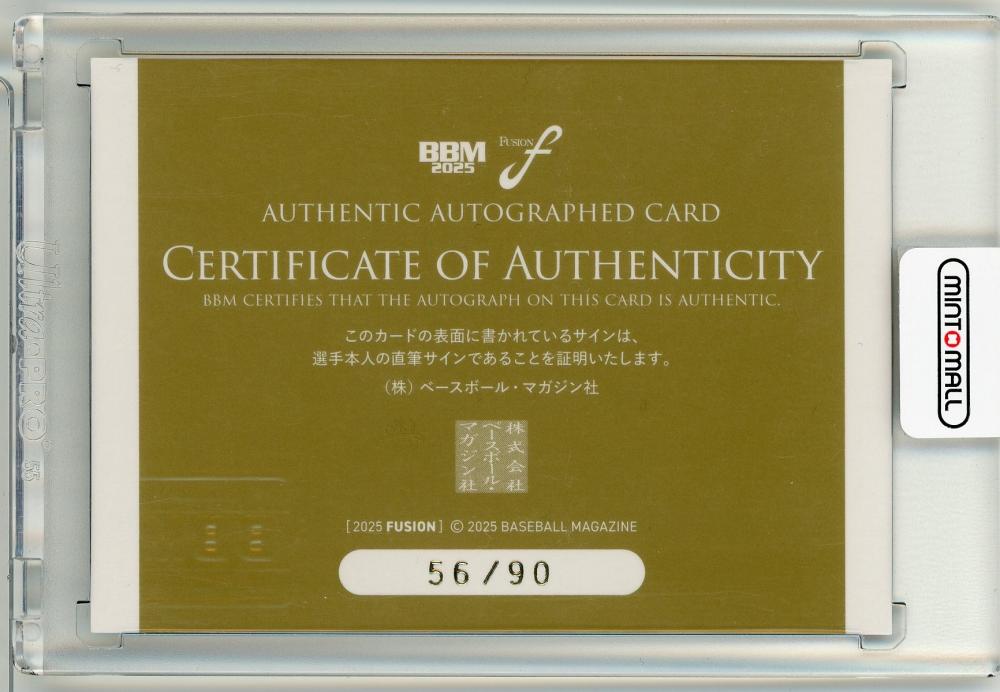 BBM
2025
FUSION f
AUTHENTIC AUTOGRAPHED CARD
CERTIFICATE OF AUTHENTICITY
BBM CERTIFIES THAT THE AUTOGRAPH ON THIS CARD IS AUTHENTIC.
このカードの表面に書かれているサインは、
選手本人の直筆サインであることを証明いたします。
（株）ベースボール・マガジン社
株式会社
ベースボール・
マガジン社
[2025 FUSION] © 2025 BASEBALL MAGAZINE
56/90
MINTOMALL
Ultra·PRO®